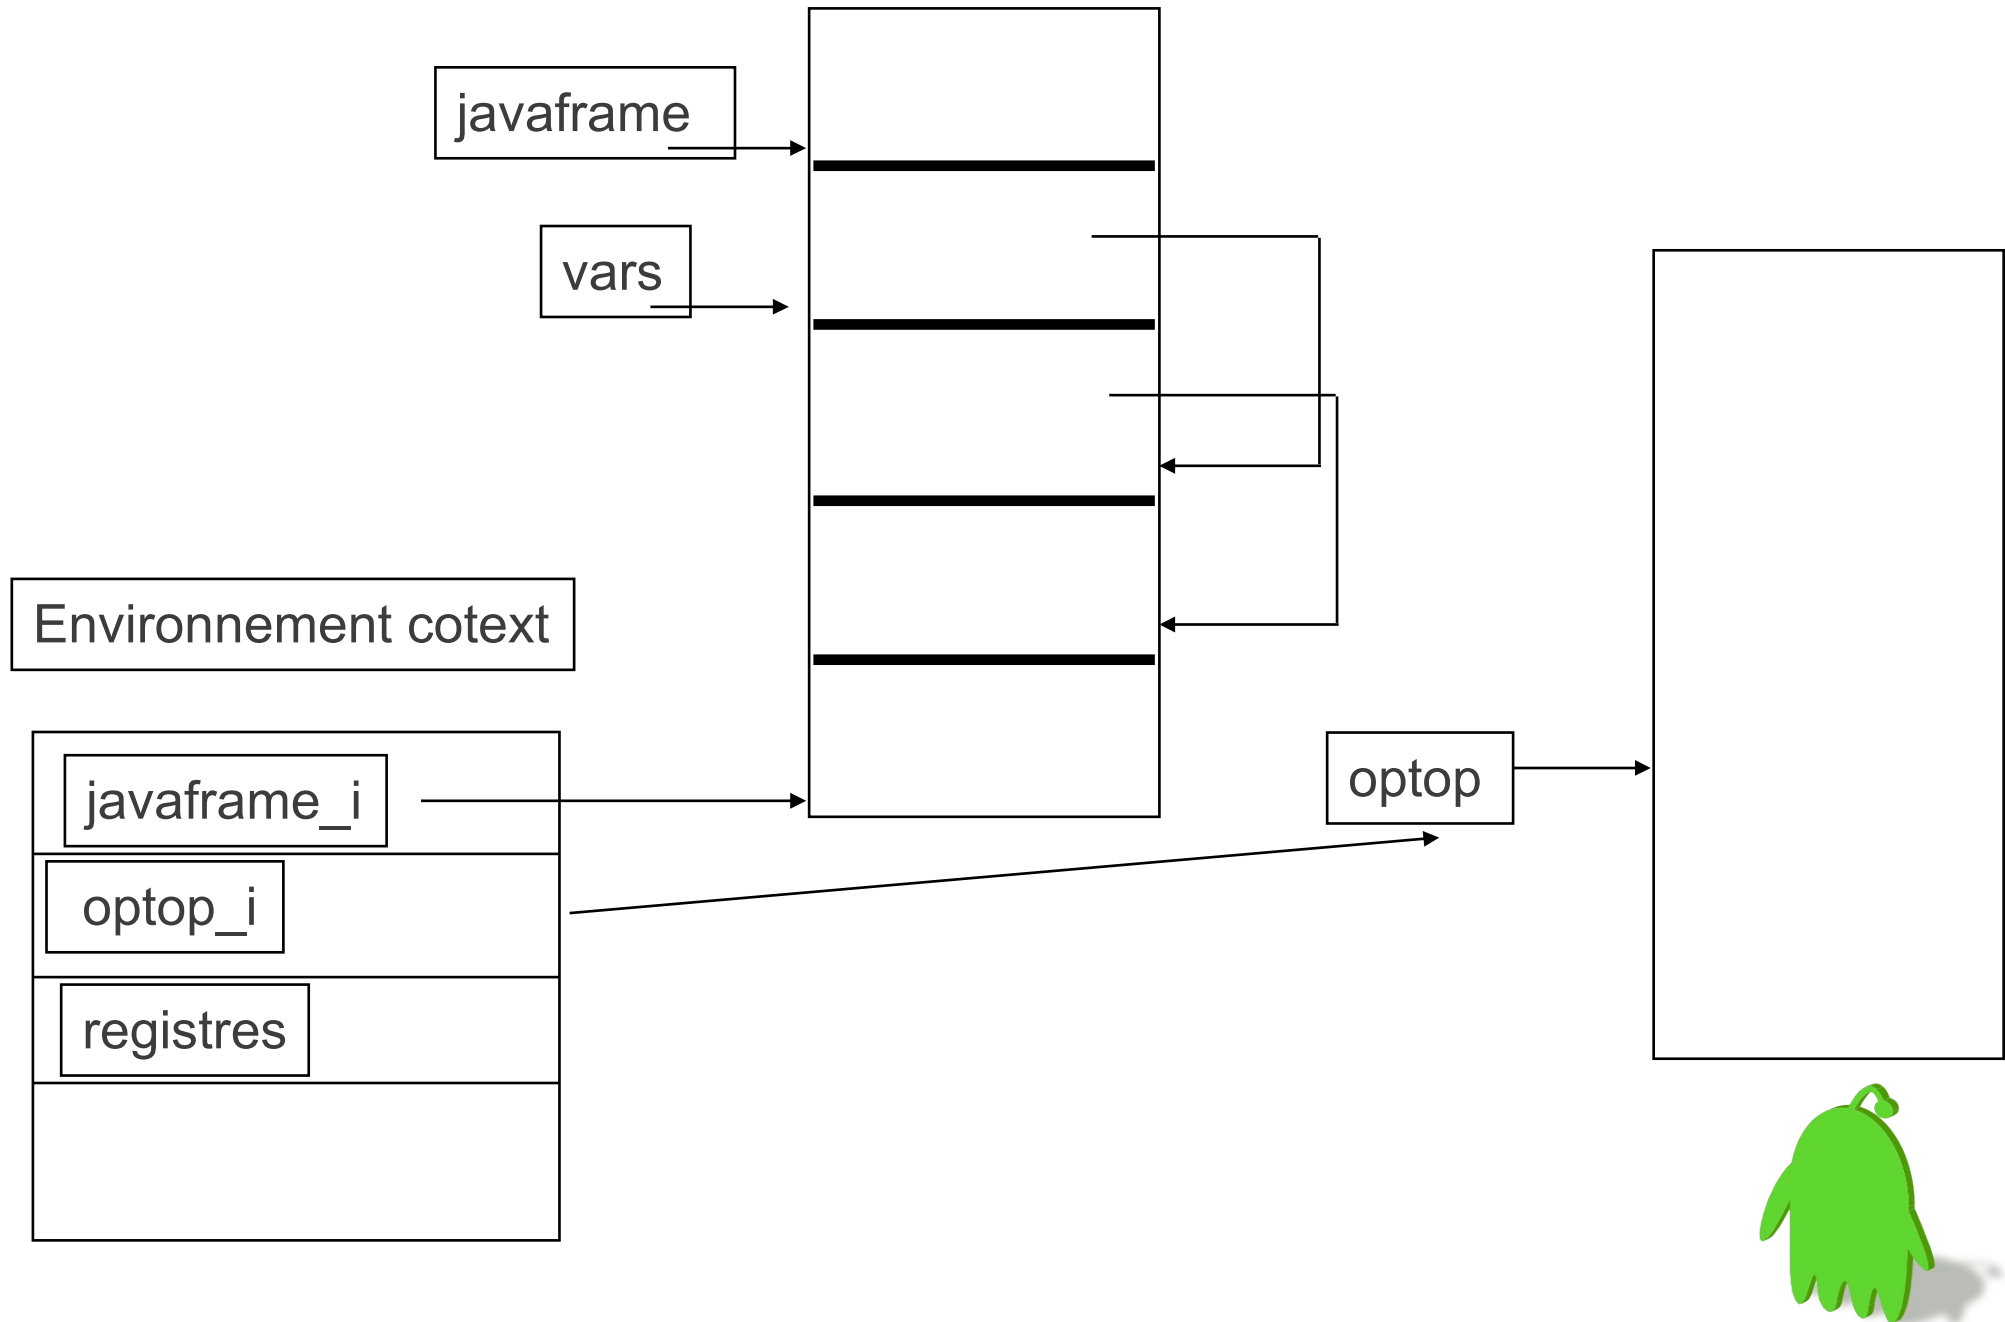 javaframe
vars
Environnement cotext
javaframe_i
optop
optop_i
registres